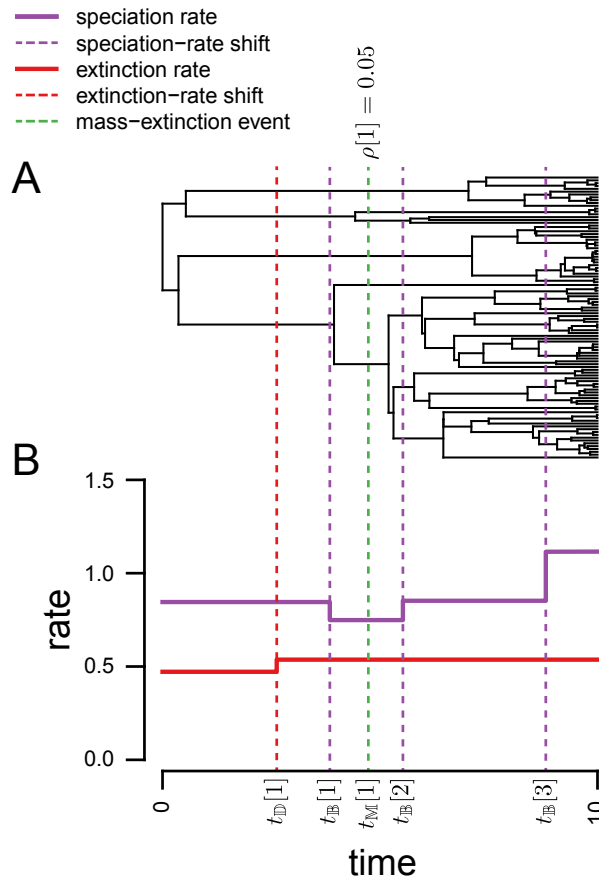 speciation rate
speciation−rate shift
extinction rate
extinction−rate shift
mass−extinction event
ρ[1] = 0.05
A
B
1.5
1.0
0.5
0.0
rate
0
t𝔻[1]
t𝔹[1]
t𝕄[1]
t𝔹[2]
t𝔹[3]
10
time